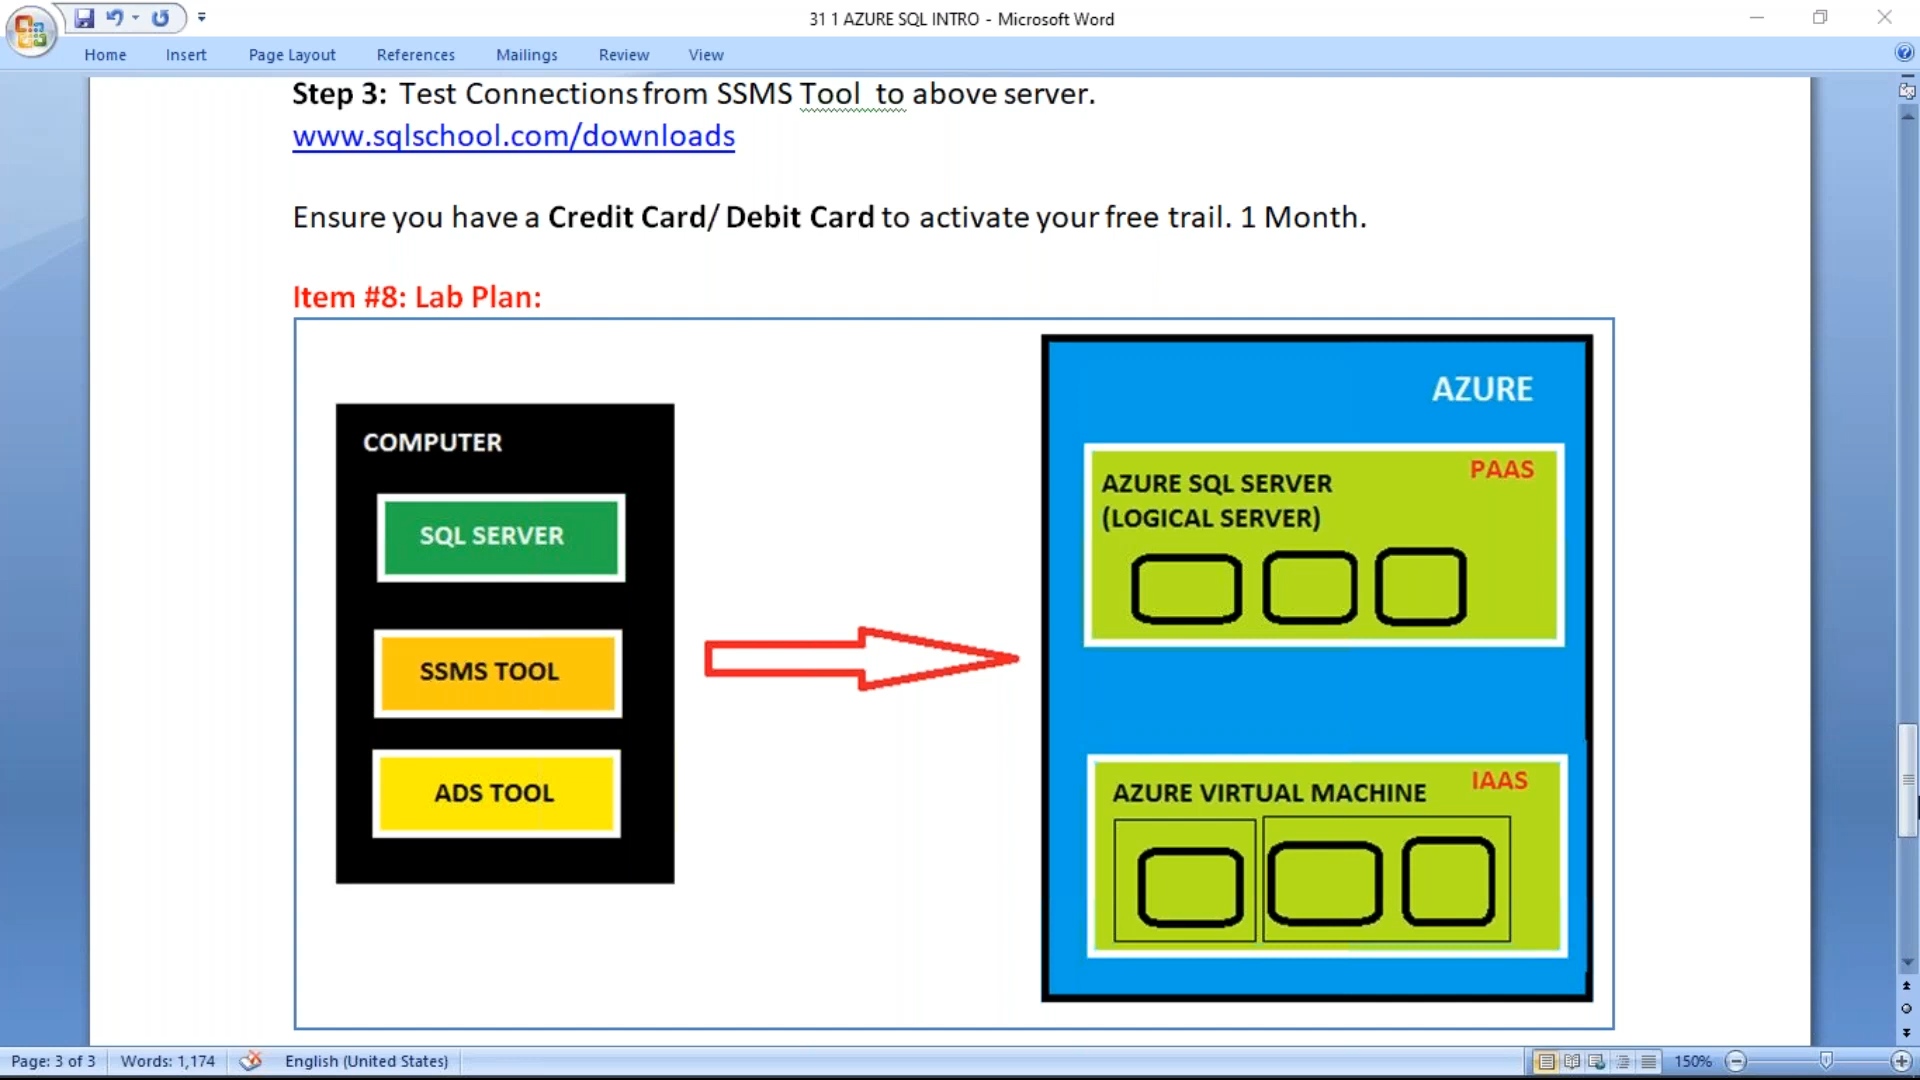 31 1 AZURE SQL INTRO - Microsoft Word
Home Insert Page Layout References Mailings Review View
Step 3: Test Connections from SSMS Tool to above server.
www.sqlschool.com/downloads
Ensure you have a Credit Card/ Debit Card to activate your free trail. 1 Month.
Item #8: Lab Plan:
COMPUTER
SQL SERVER
SSMS TOOL
ADS TOOL
AZURE
PAAS
AZURE SQL SERVER
(LOGICAL SERVER)
IAAS
AZURE VIRTUAL MACHINE
Page: 3 of 3 Words: 1,174 English (United States) 150%